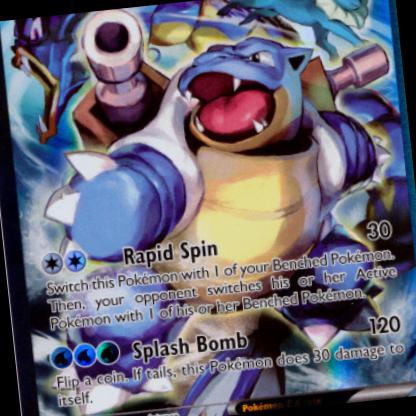 Rapid Spin 30
Switch this Pokémon with 1 of your Benched Pokémon.
Then, your opponent switches his or her Active
Pokémon with 1 of his or her Benched Pokémon.
Splash Bomb 120
Flip a coin. If tails, this Pokémon does 30 damage to
itself.